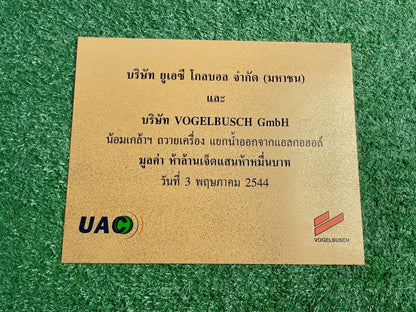 บริษัท ยูเอซี โกลบอล จำกัด (มหาชน)
และ
บริษัท VOGELBUSCH GmbH
น้อมเกล้าฯ ถวายเครื่อง แยกน้ำออกจากแอลกอฮอล์
มูลค่า ห้าล้านเจ็ดแสนห้าหมื่นบาท
วันที่ 3 พฤษภาคม 2544
UAC
VOGELBUSCH